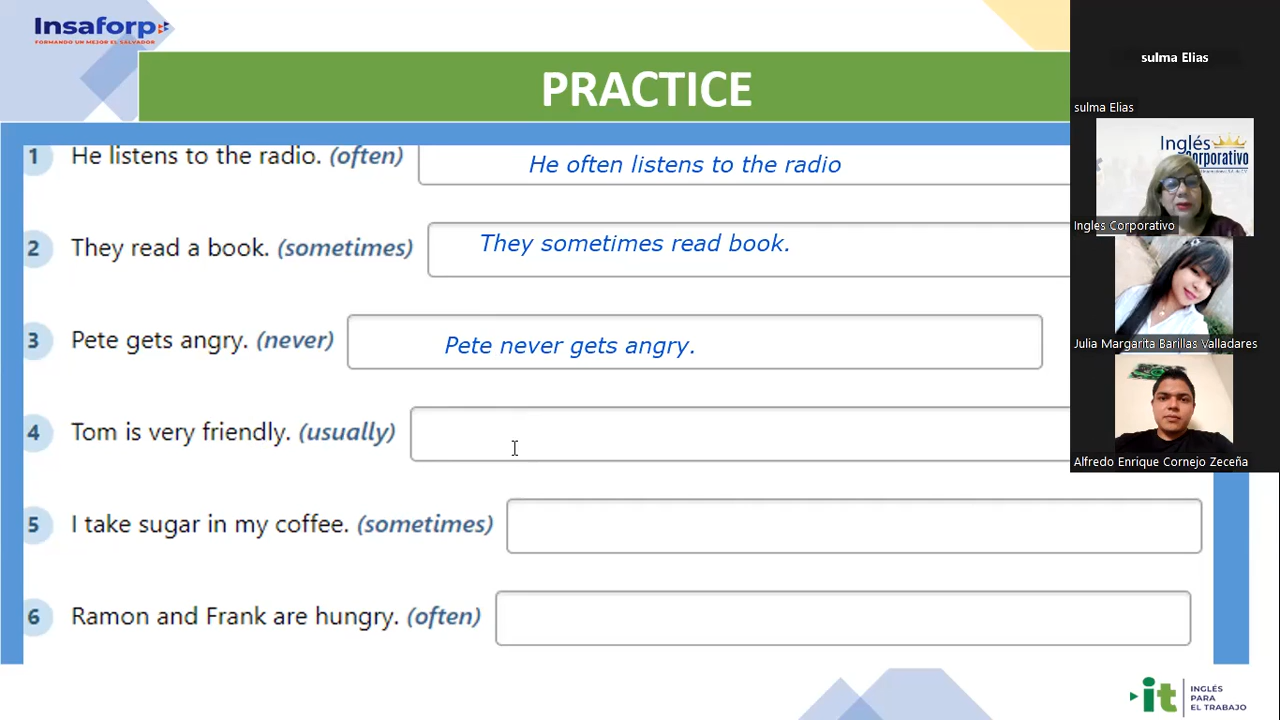 Insaforp
FORMANDO UN MEJOR EL SALVADOR
PRACTICE
1 He listens to the radio. (often) He often listens to the radio
2 They read a book. (sometimes) They sometimes read book.
3 Pete gets angry. (never) Pete never gets angry.
4 Tom is very friendly. (usually)
5 I take sugar in my coffee. (sometimes)
6 Ramon and Frank are hungry. (often)
sulma Elias
sulma Elias
Inglés
Corporativo
Ingles Corporativo
Julia Margarita Barillas Valladares
Alfredo Enrique Cornejo Zeceña
it INGLÉS
PARA
EL TRABAJO